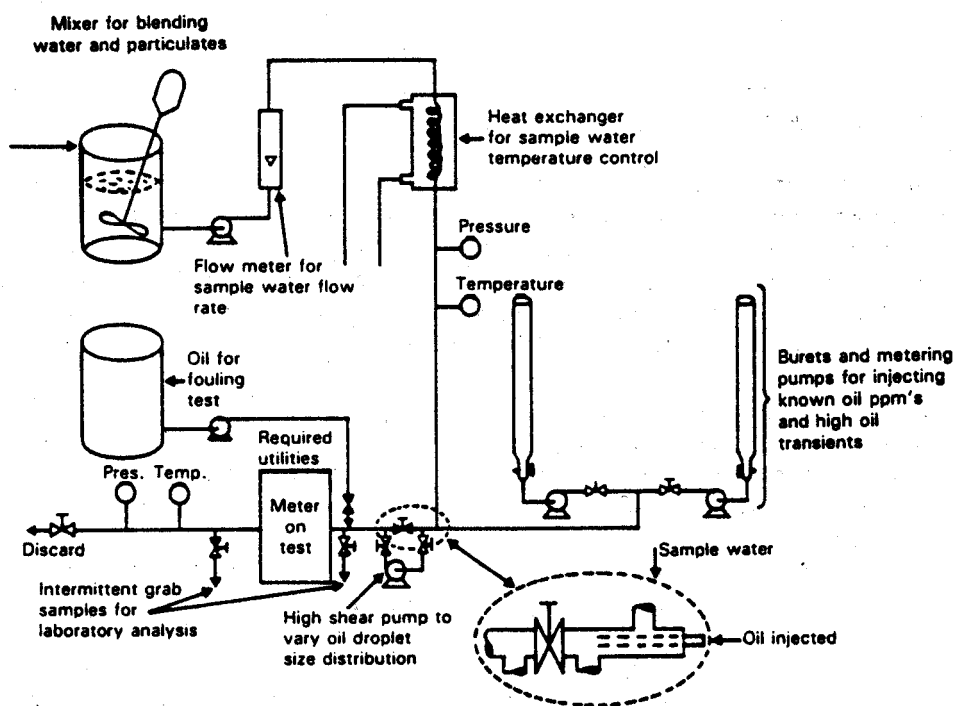 Mixer for blending
water and particulates
Heat exchanger
for sample water
temperature control
Pressure
Flow meter for
sample water flow
rate
Temperature
Oil for
fouling
test
Burets and metering
pumps for injecting
known oil ppm's
and high oil
transients
Required
utilities
Pres. Temp.
Meter
on
test
Discard
Sample water
Intermittent grab
samples for
laboratory analysis
High shear pump to
vary oil droplet
size distribution
Oil injected